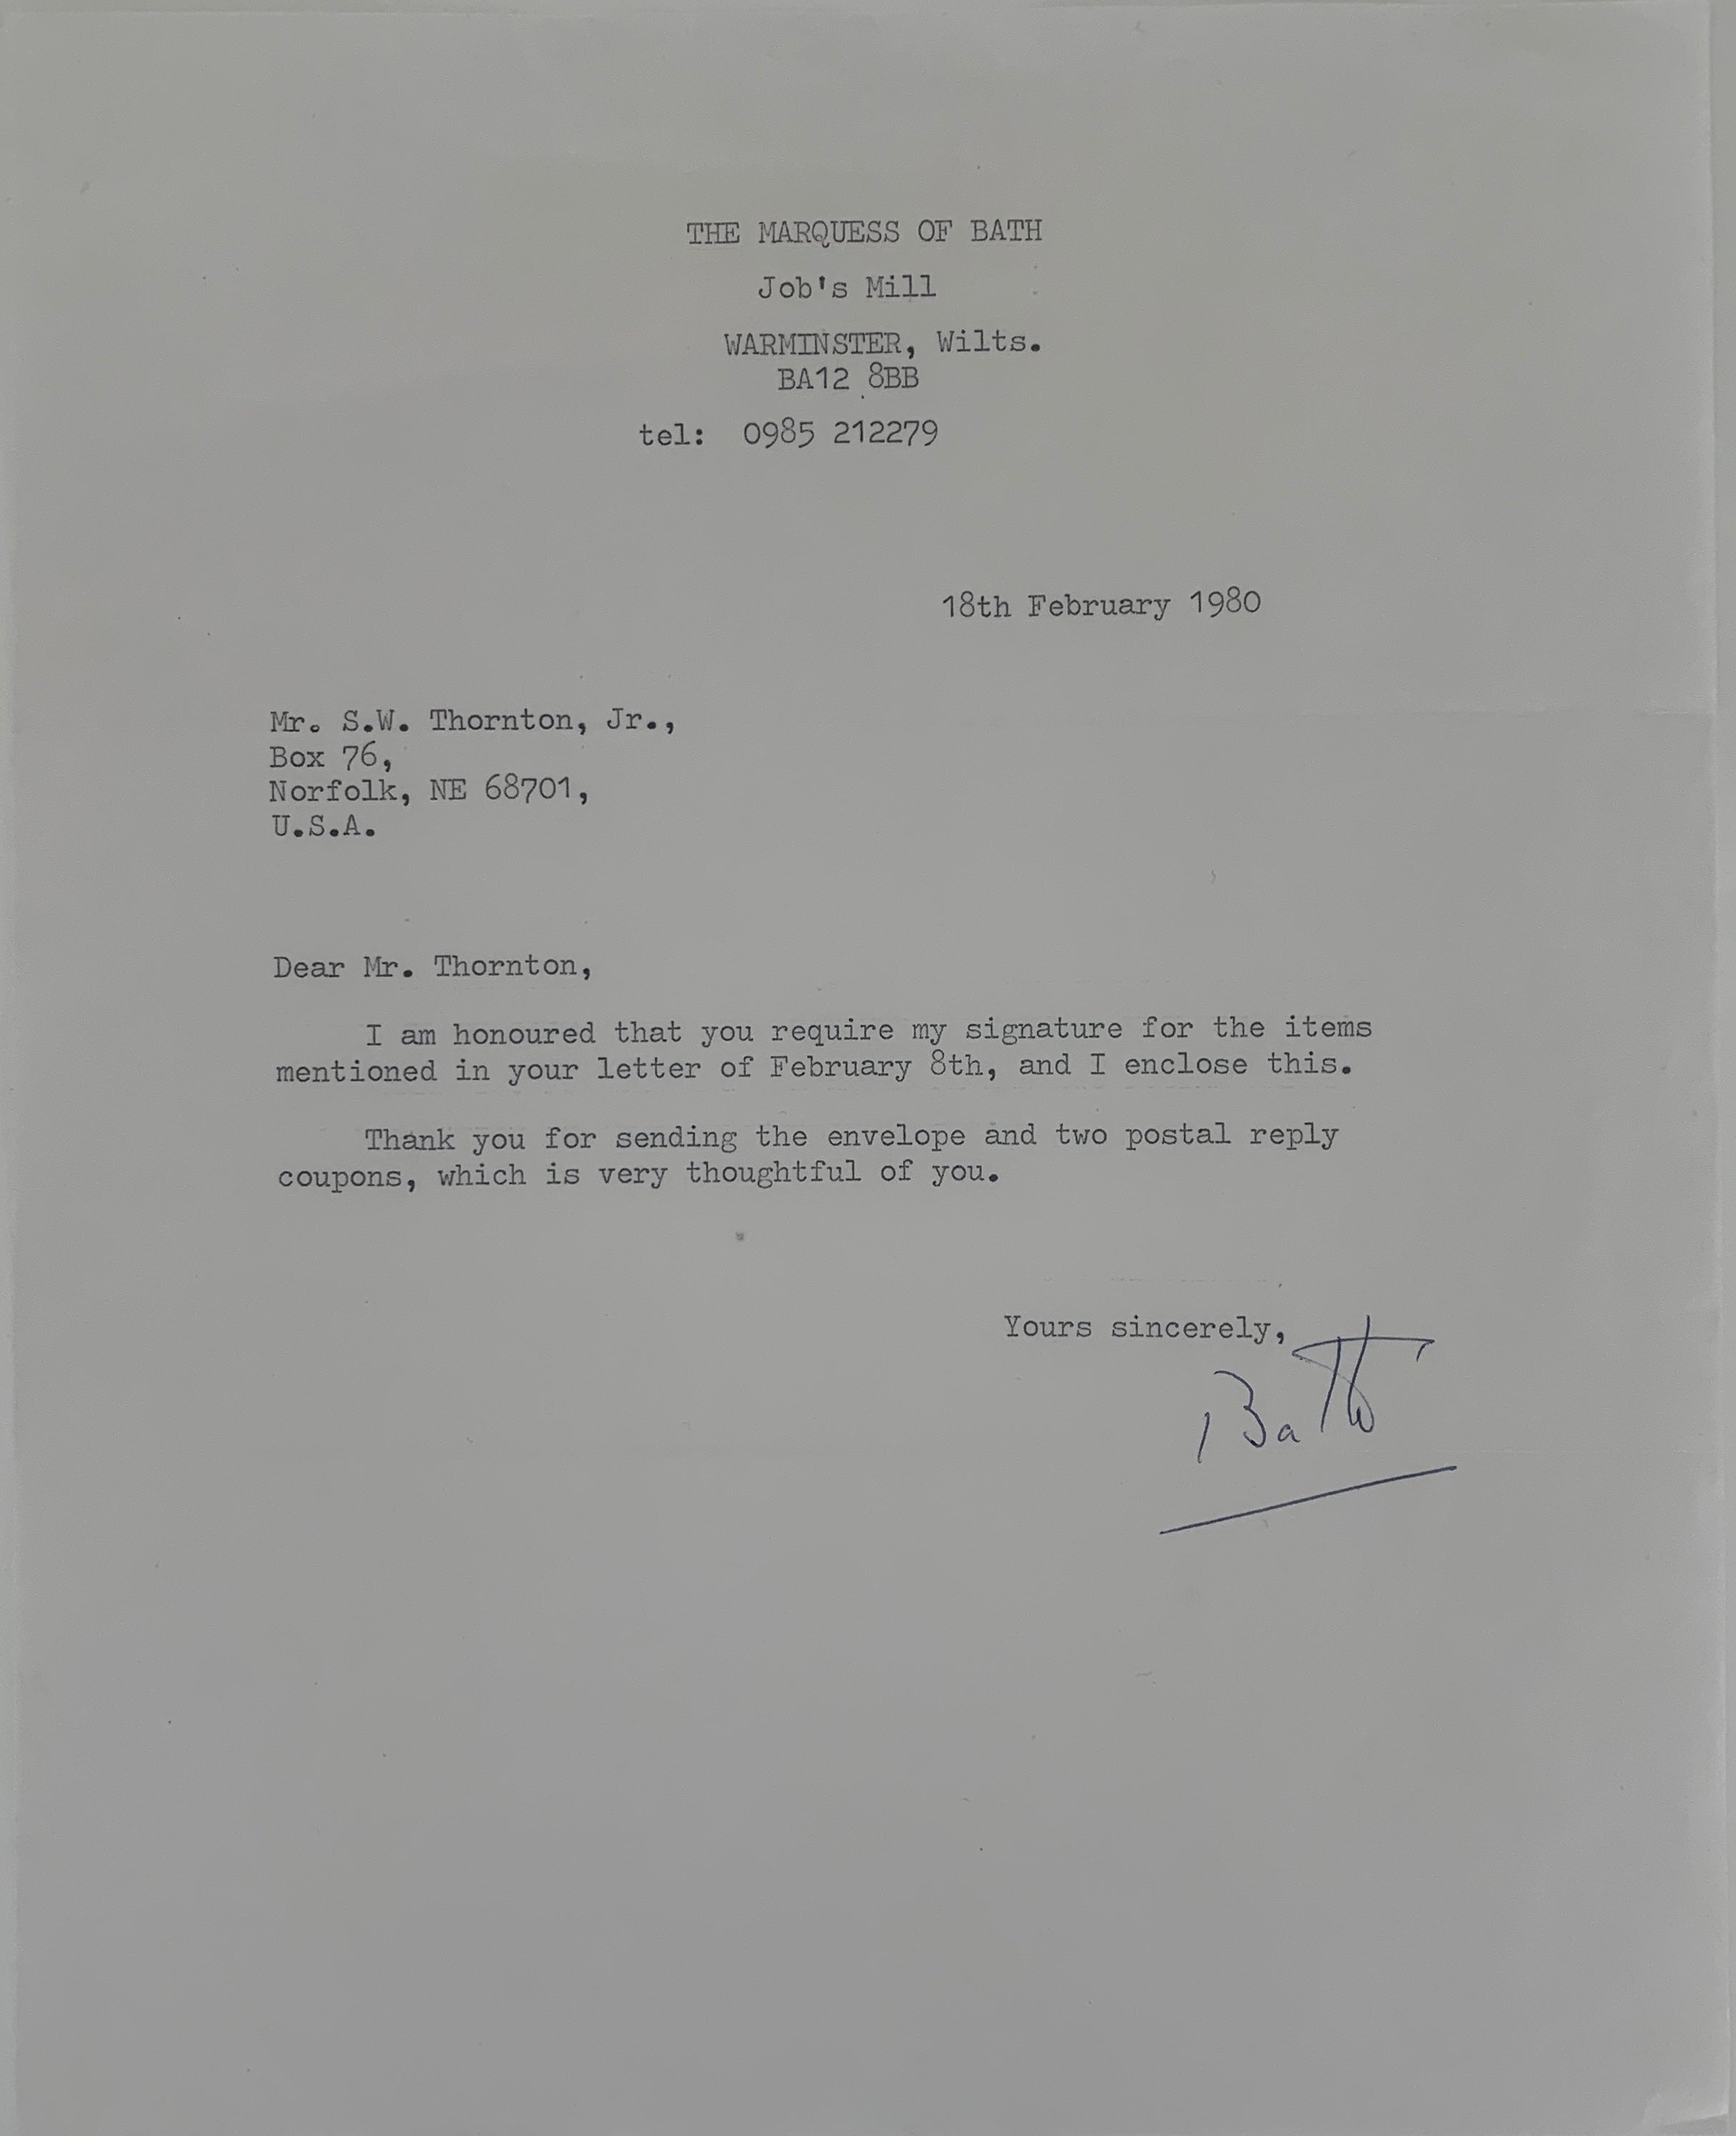 THE MARQUESS OF BATH
Job's Mill
WARMINSTER, Wilts.
BA12 8BB
tel: 0985 212279
18th February 1980
Mr. S.W. Thornton, Jr.,
Box 76,
Norfolk, NE 68701,
U.S.A.
Dear Mr. Thornton,
I am honoured that you require my signature for the items
mentioned in your letter of February 8th, and I enclose this.
Thank you for sending the envelope and two postal reply
coupons, which is very thoughtful of you.
Yours sincerely,
Bath